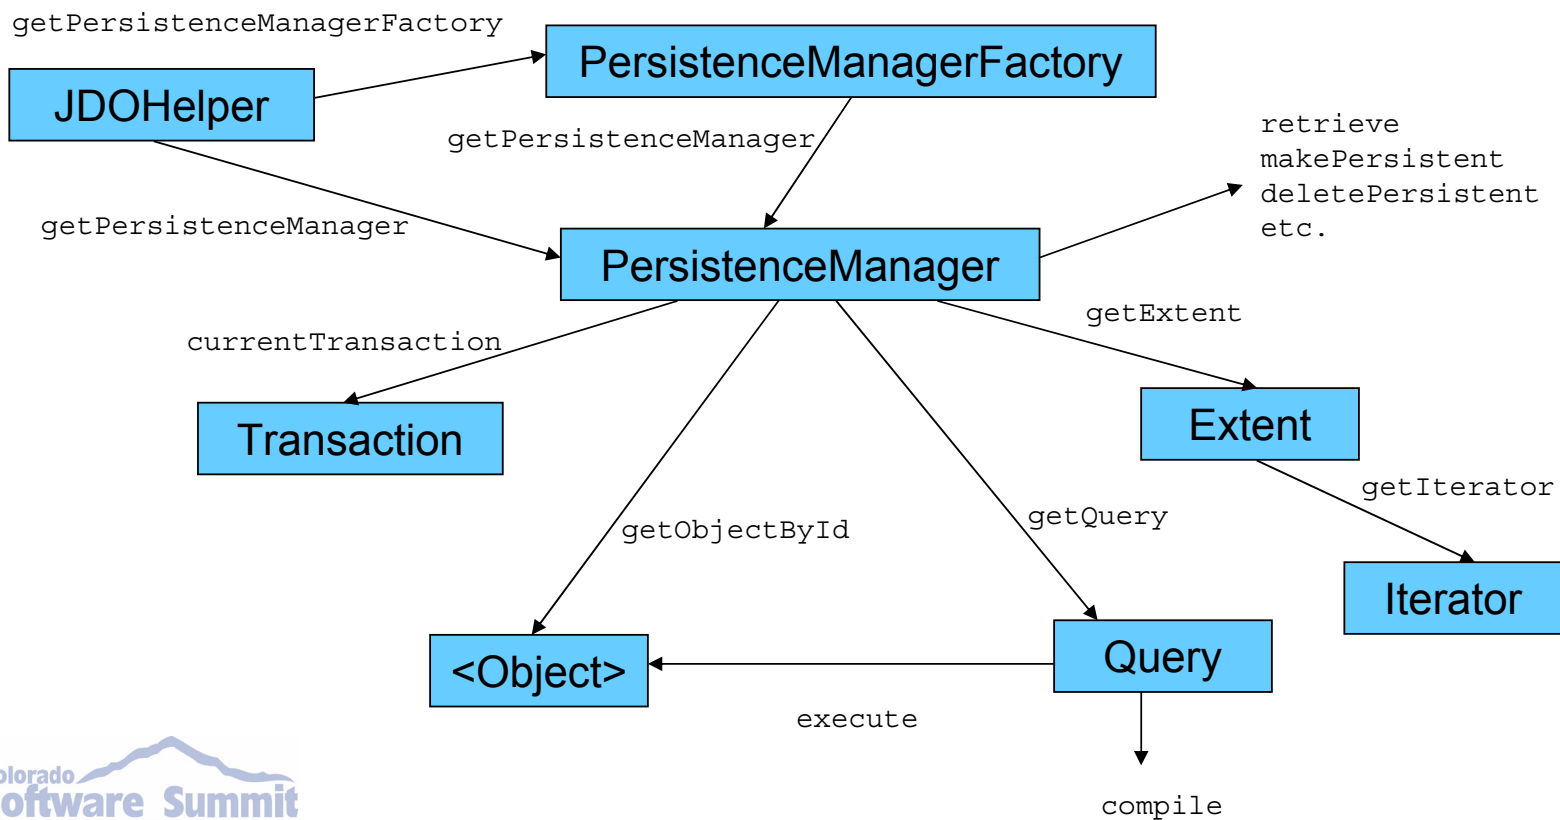 getPersistenceManagerFactory
PersistenceManagerFactory
JDOHelper
getPersistenceManager
retrieve
makePersistent
deletePersistent
etc.
getPersistenceManager
PersistenceManager
getExtent
currentTransaction
Extent
Transaction
getIterator
getObjectById
getQuery
Iterator
<Object>
Query
execute
olorado
oftware Summit
compile